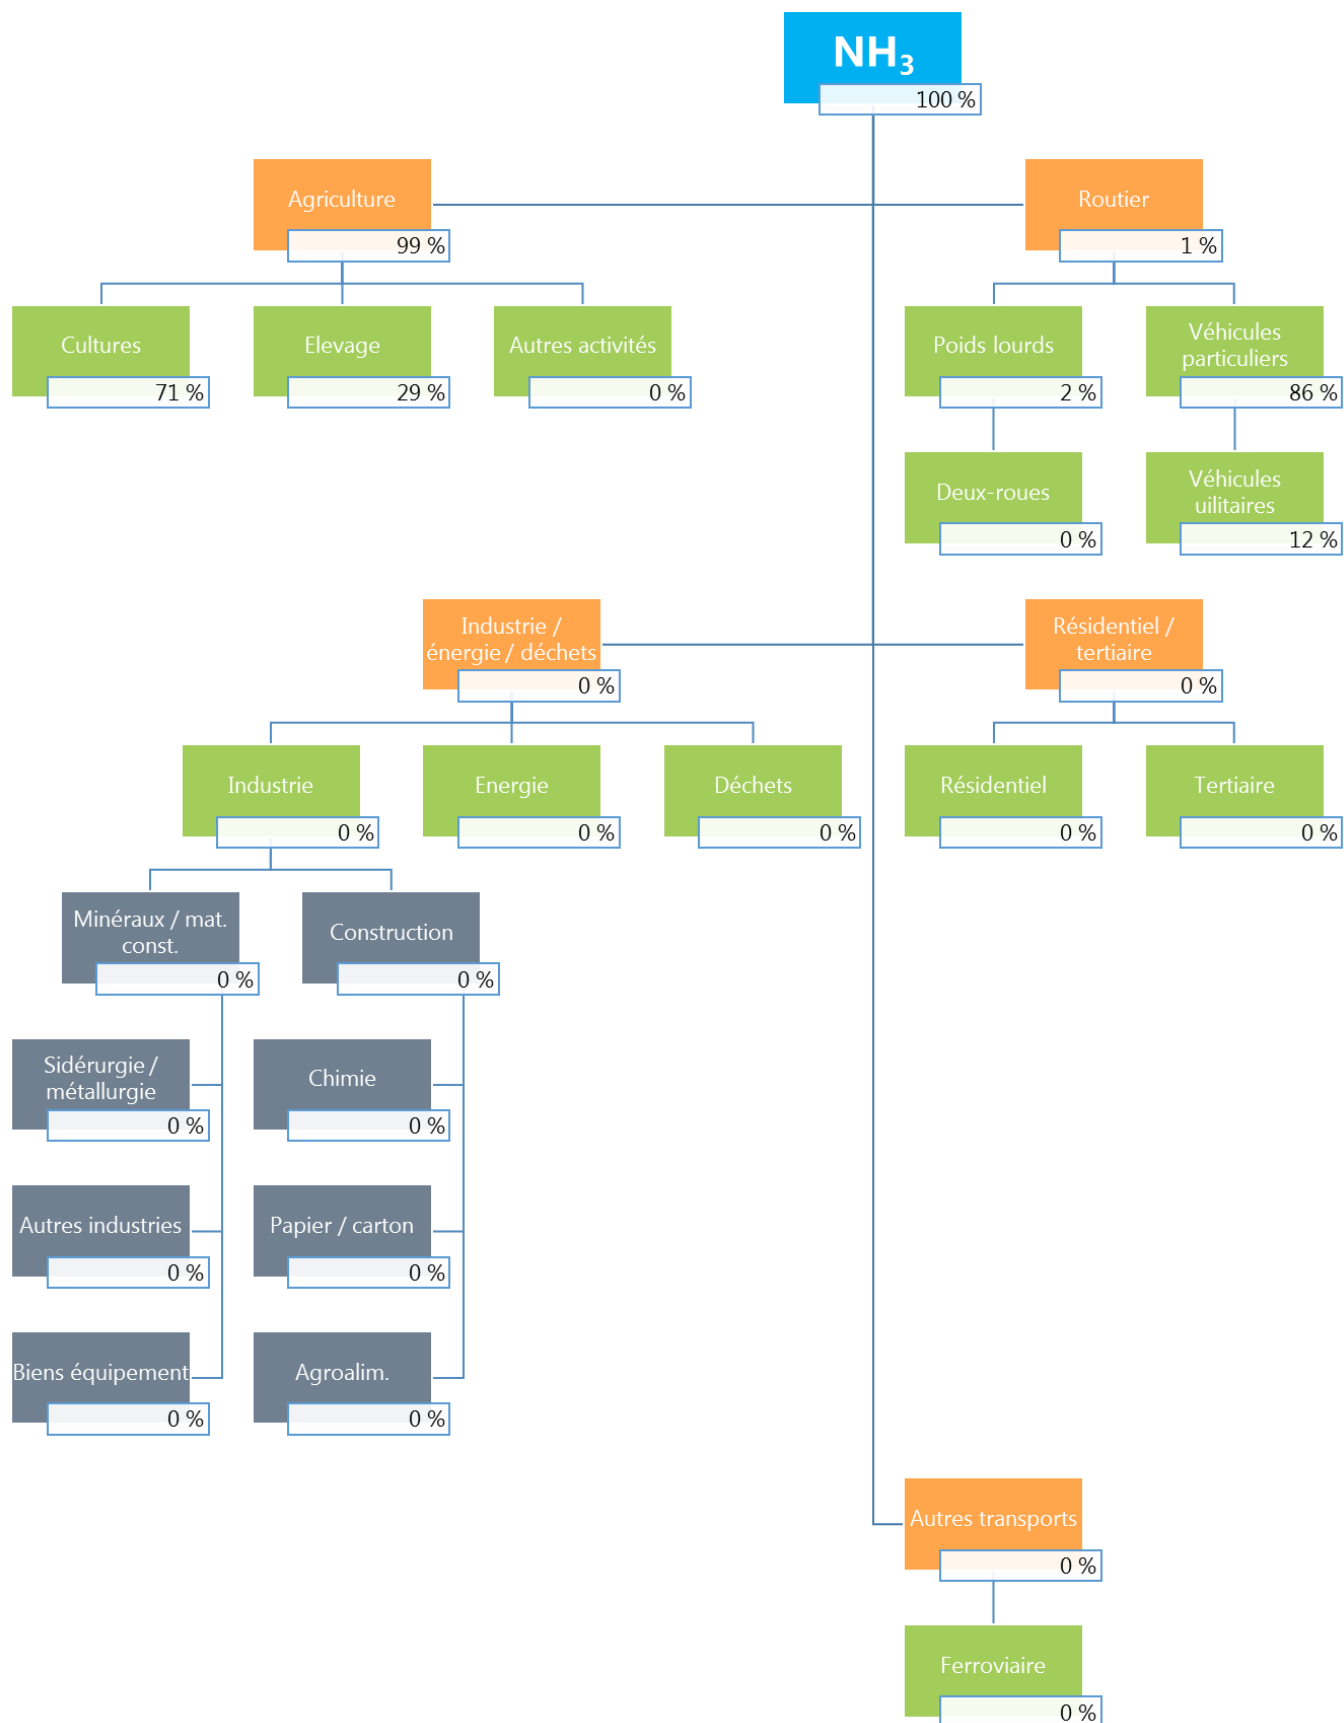 NH₃
100 %
Agriculture
99 %
Routier
1 %
Cultures
71 %
Elevage
29 %
Autres activités
0 %
Poids lourds
2 %
Véhicules
particuliers
86 %
Deux-roues
0 %
Véhicules
uilitaires
12 %
Industrie /
énergie / déchets
0 %
Résidentiel /
tertiaire
0 %
Industrie
0 %
Energie
0 %
Déchets
0 %
Résidentiel
0 %
Tertiaire
0 %
Minéraux / mat.
const.
0 %
Construction
0 %
Sidérurgie /
métallurgie
0 %
Chimie
0 %
Autres industries
0 %
Papier / carton
0 %
Biens équipement
0 %
Agroalim.
0 %
Autres transports
0 %
Ferroviaire
0 %